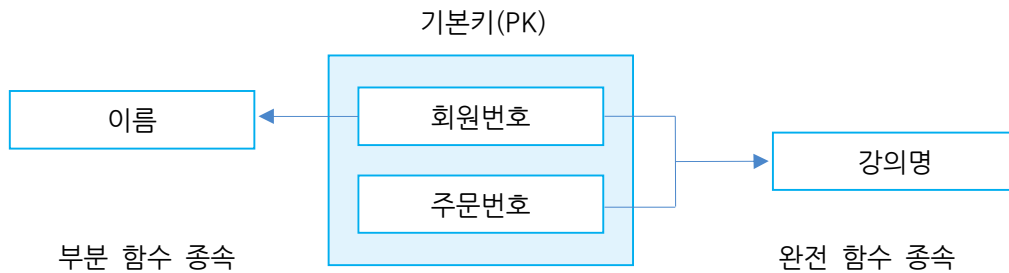 기본키(PK)
이름
회원번호
강의명
주문번호
부분 함수 종속
완전 함수 종속